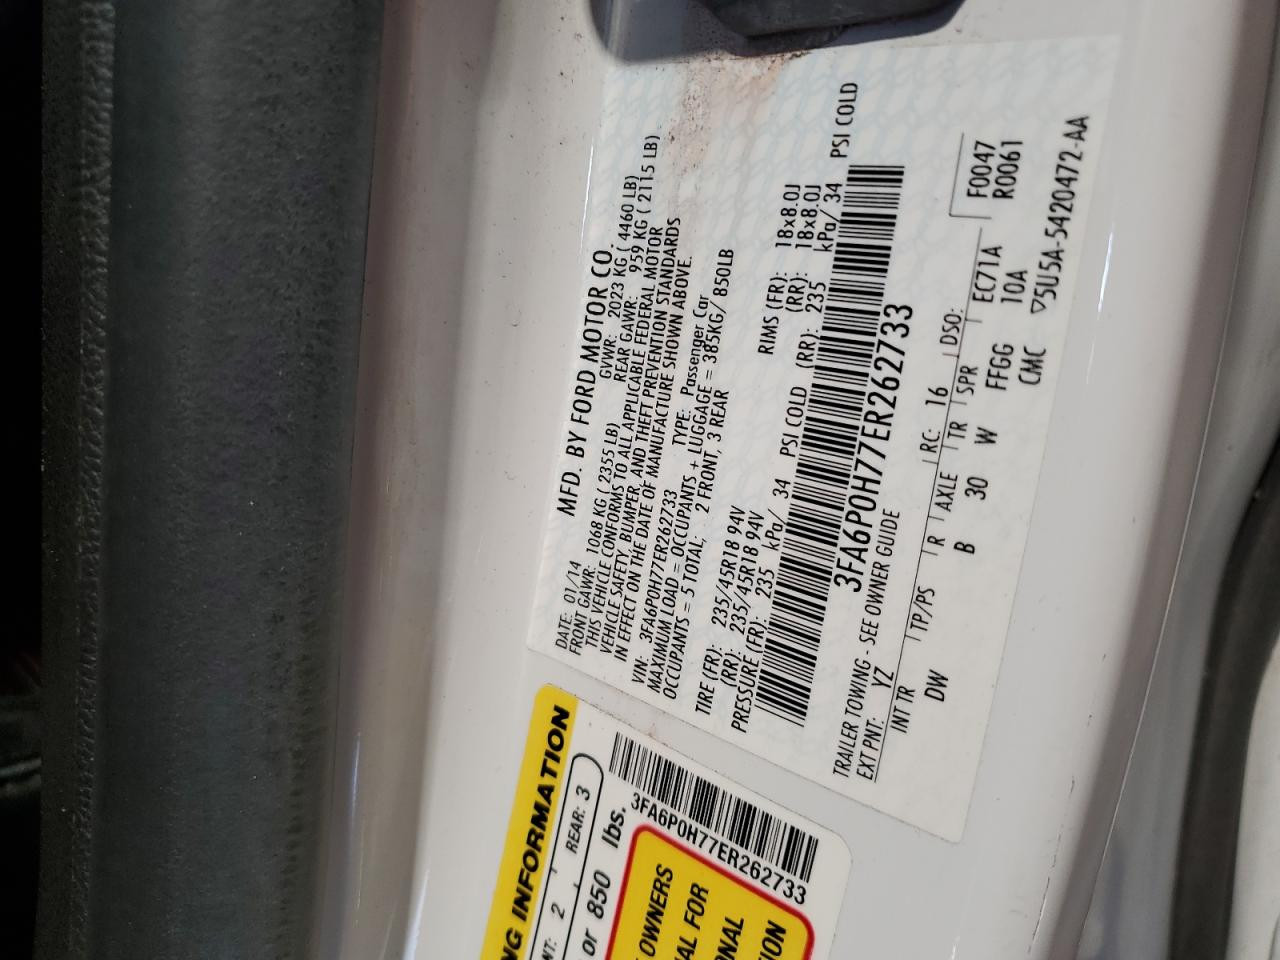 MFD. BY FORD MOTOR CO.
DATE: 01/14 GVWR: 2023 KG ( 4460 LB)
FRONT GAWR: 1068 KG ( 2355 LB) REAR GAWR: 959 KG ( 2115 LB)
THIS VEHICLE CONFORMS TO ALL APPLICABLE FEDERAL MOTOR
VEHICLE SAFETY, BUMPER, AND THEFT PREVENTION STANDARDS
IN EFFECT ON THE DATE OF MANUFACTURE SHOWN ABOVE.
VIN: 3FA6P0H77ER262733 TYPE: Passenger Car
MAXIMUM LOAD = OCCUPANTS + LUGGAGE = 385KG/ 850LB
OCCUPANTS = 5 TOTAL; 2 FRONT, 3 REAR
TIRE (FR): 235/45R18 94V RIMS (FR): 18x8.0J
(RR): 235/45R18 94V (RR): 18x8.0J
PRESSURE (FR): 235 kPa/ 34 PSI COLD (RR): 235 kPa/ 34 PSI COLD
3FA6P0H77ER262733
TRAILER TOWING - SEE OWNER GUIDE
EXT PNT: YZ RC: 16 DSO: F0047
R0061
INT TR TP/PS R AXLE TR SPR EC71A
DW B 30 W FFGG 10A
CMC ▽5U5A-5420472-AA
NG INFORMATION
NT: 2 REAR: 3
or 850 lbs.
3FA6P0H77ER262733
OWNERS
AL FOR
ONAL
TION